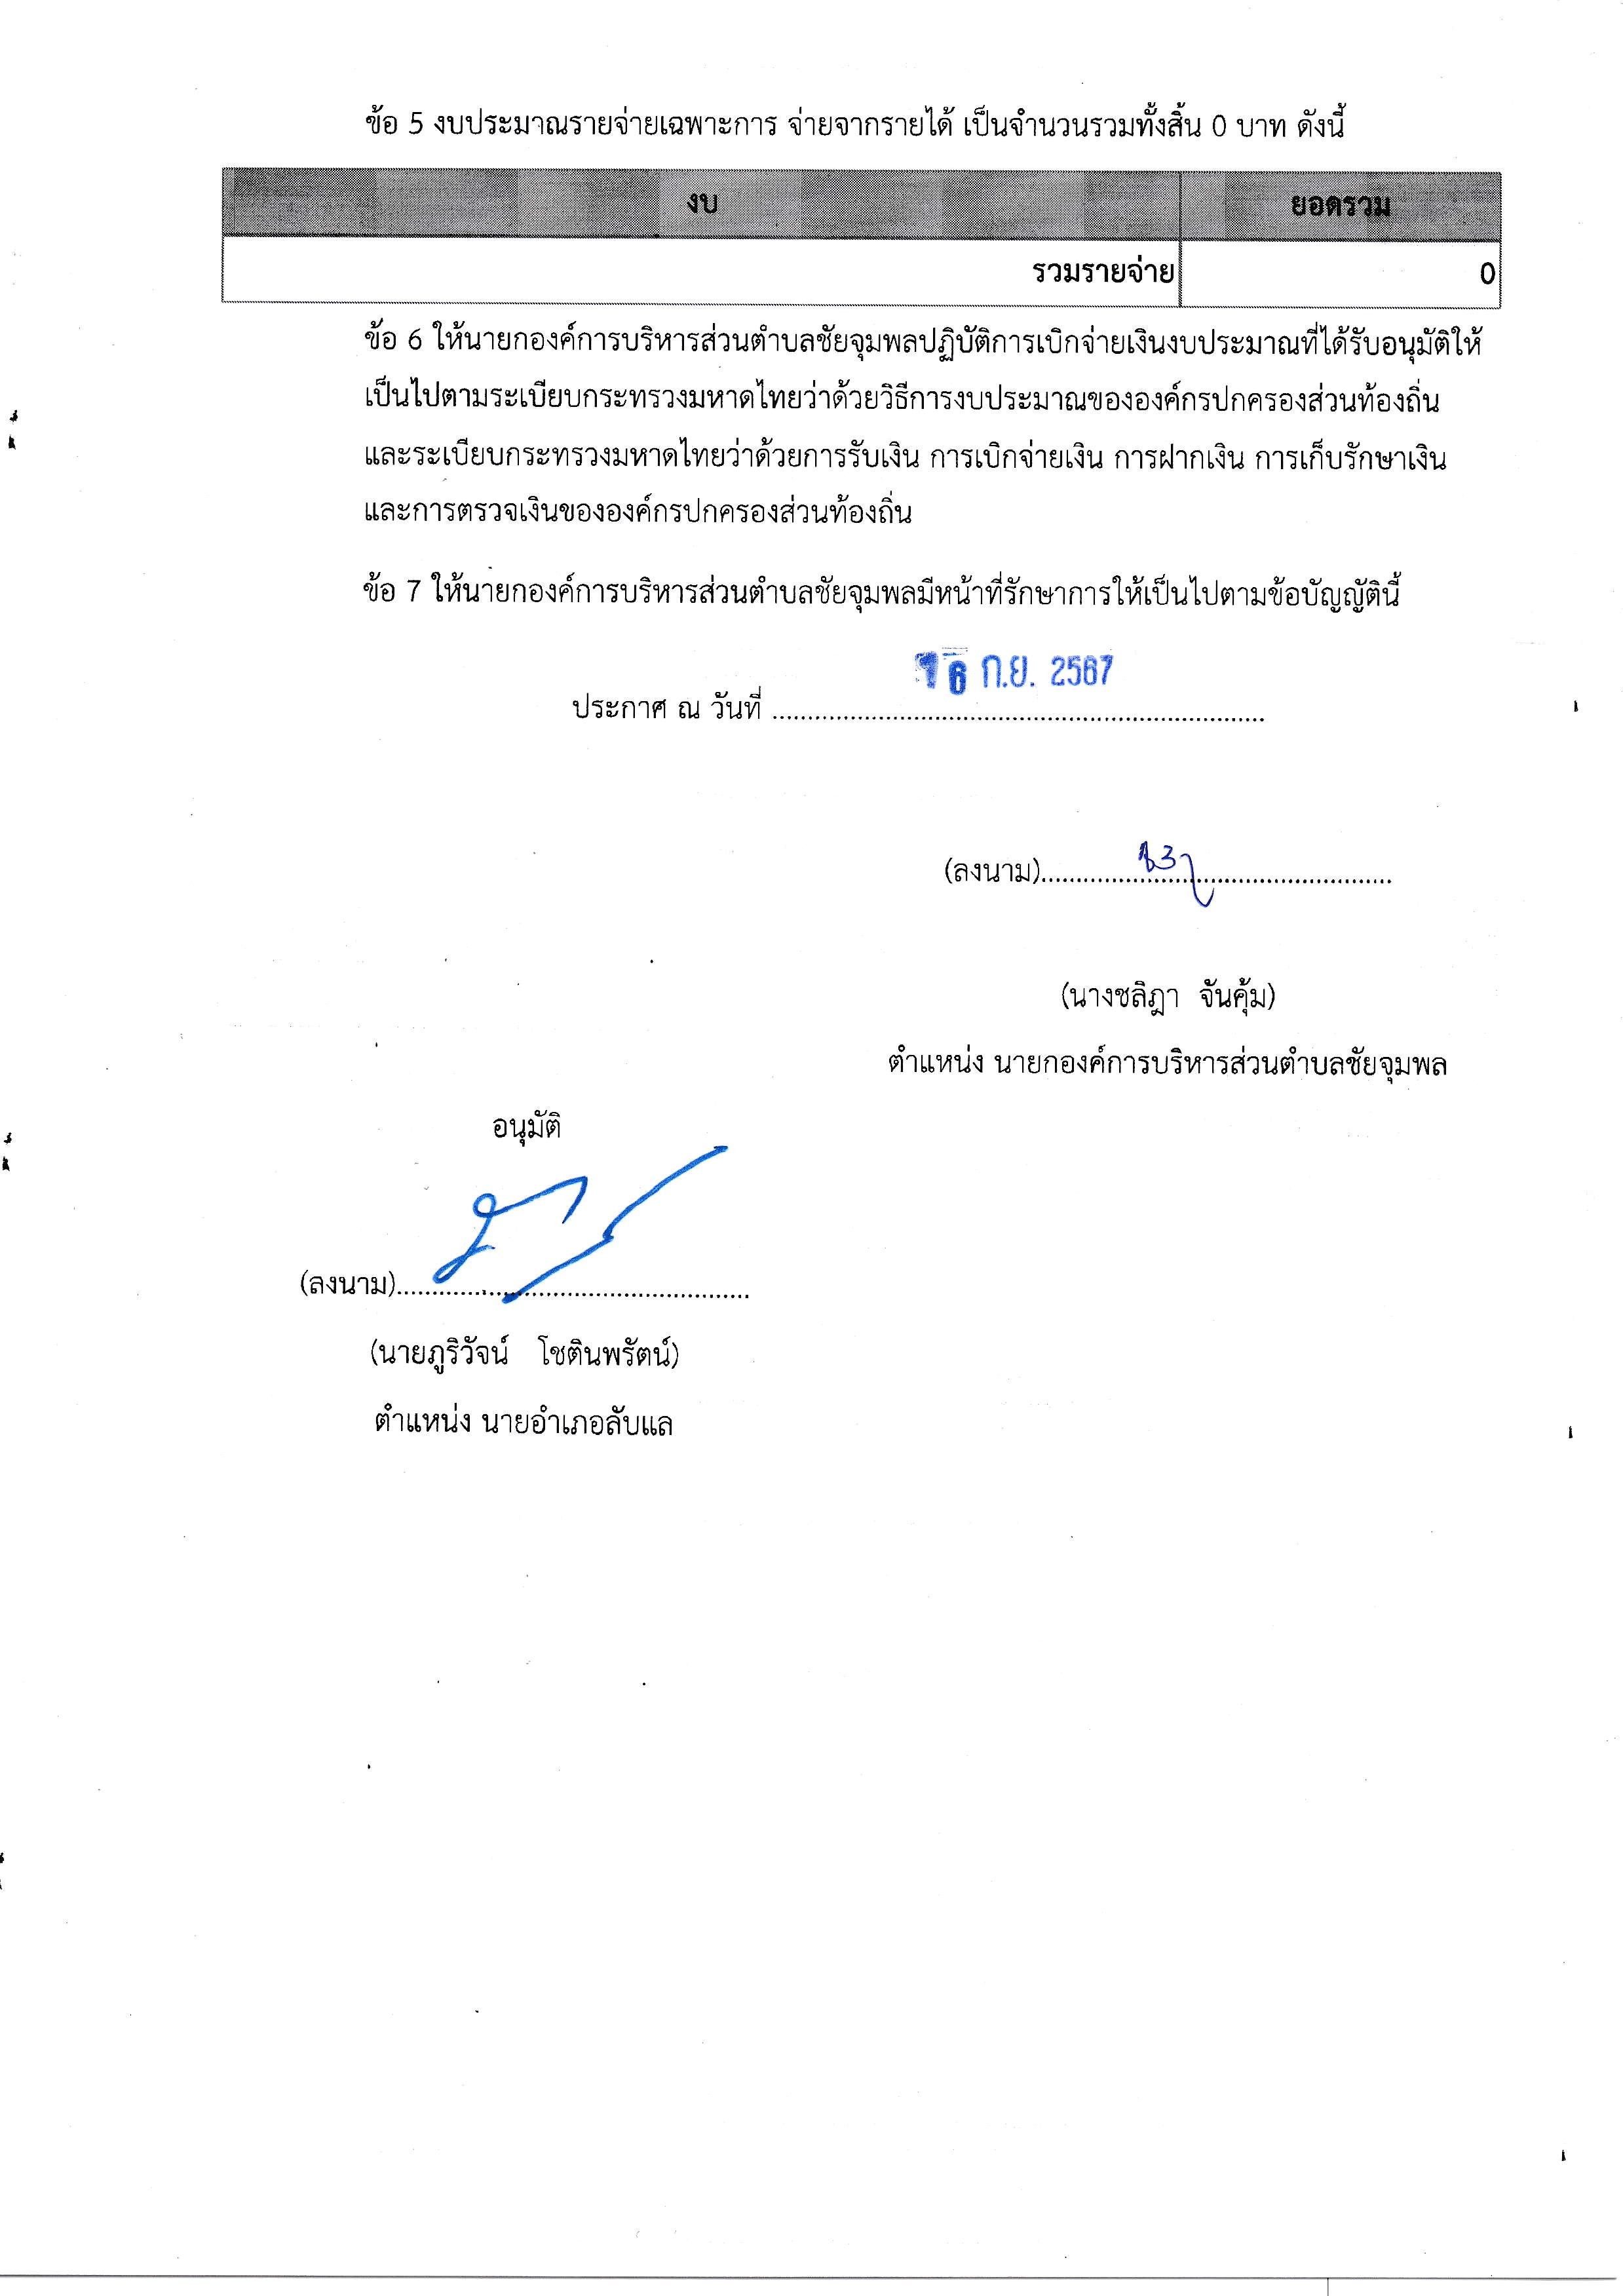 ข้อ 5 งบประมาณรายจ่ายเฉพาะการ จ่ายจากรายได้ เป็นจำนวนรวมทั้งสิ้น 0 บาท ดังนี้
งบ ยอดรวม
รวมรายจ่าย 0
ข้อ 6 ให้นายกองค์การบริหารส่วนตำบลชัยจุมพลปฏิบัติการเบิกจ่ายเงินงบประมาณที่ได้รับอนุมัติให้
เป็นไปตามระเบียบกระทรวงมหาดไทยว่าด้วยวิธีการงบประมาณขององค์กรปกครองส่วนท้องถิ่น
และระเบียบกระทรวงมหาดไทยว่าด้วยการรับเงิน การเบิกจ่ายเงิน การฝากเงิน การเก็บรักษาเงิน
และการตรวจเงินขององค์กรปกครองส่วนท้องถิ่น
ข้อ 7 ให้นายกองค์การบริหารส่วนตำบลชัยจุมพลมีหน้าที่รักษาการให้เป็นไปตามข้อบัญญัตินี้
16 ก.ย. 2567
ประกาศ ณ วันที่ ......................................................................
(ลงนาม)..................................................
(นางชลิฎา จันคุ้ม)
ตำแหน่ง นายกองค์การบริหารส่วนตำบลชัยจุมพล
อนุมัติ
(ลงนาม)..................................................
(นายภูริวัจน์ โชตินพรัตน์)
ตำแหน่ง นายอำเภอลับแล